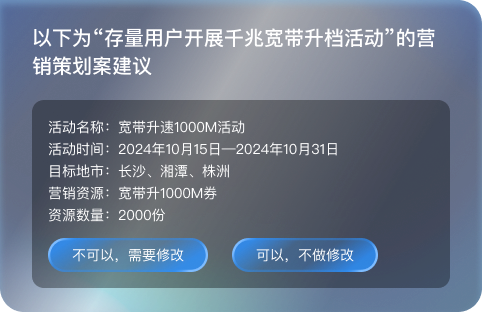 以下为“存量用户开展千兆宽带升档活动”的营
销策划案建议
活动名称：宽带升速1000M活动
活动时间：2024年10月15日—2024年10月31日
目标地市：长沙、湘潭、株洲
营销资源：宽带升1000M券
资源数量：2000份
不可以，需要修改
可以，不做修改